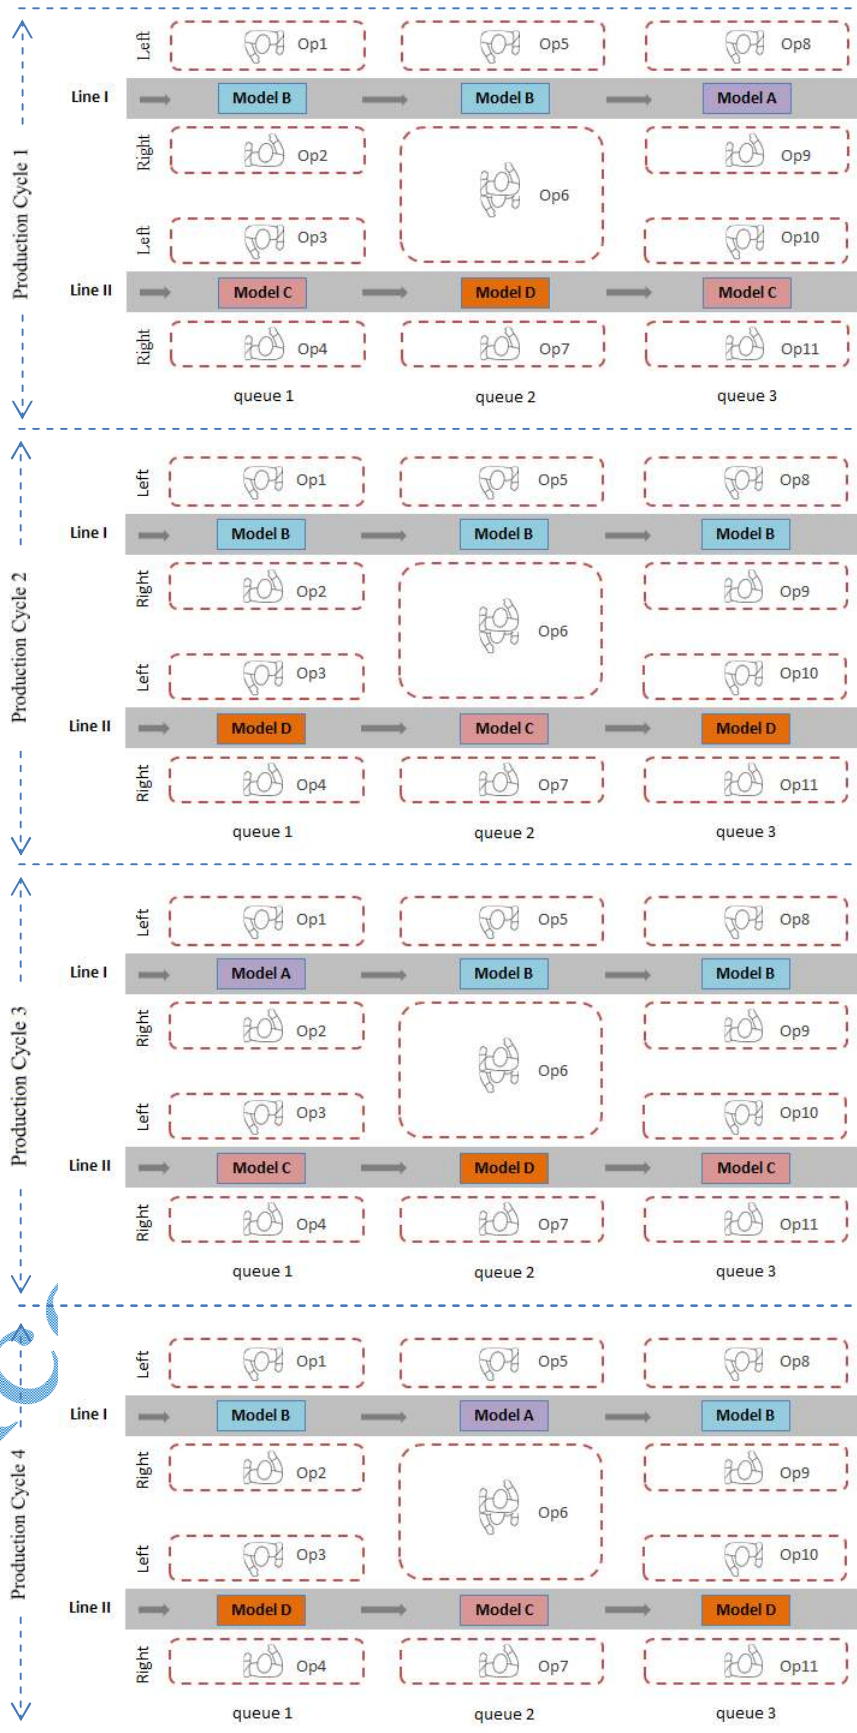 Production Cycle 1
Left Op1 Op5 Op8
Line I Model B Model B Model A
Right Op2 Op6 Op9
Left Op3 Op10
Line II Model C Model D Model C
Right Op4 Op7 Op11
queue 1 queue 2 queue 3
Production Cycle 2
Left Op1 Op5 Op8
Line I Model B Model B Model B
Right Op2 Op6 Op9
Left Op3 Op10
Line II Model D Model C Model D
Right Op4 Op7 Op11
queue 1 queue 2 queue 3
Production Cycle 3
Left Op1 Op5 Op8
Line I Model A Model B Model B
Right Op2 Op6 Op9
Left Op3 Op10
Line II Model C Model D Model C
Right Op4 Op7 Op11
queue 1 queue 2 queue 3
Production Cycle 4
Left Op1 Op5 Op8
Line I Model B Model A Model B
Right Op2 Op6 Op9
Left Op3 Op10
Line II Model D Model C Model D
Right Op4 Op7 Op11
queue 1 queue 2 queue 3